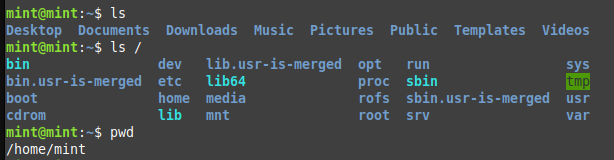 mint@mint:~$ ls
Desktop  Documents  Downloads  Music  Pictures  Public  Templates  Videos
mint@mint:~$ ls /
bin                dev   lib.usr-is-merged  opt   run                 sys
bin.usr-is-merged  etc   lib64              proc  sbin                tmp
boot               home  media              rofs  sbin.usr-is-merged  usr
cdrom              lib   mnt                root  srv                 var
mint@mint:~$ pwd
/home/mint